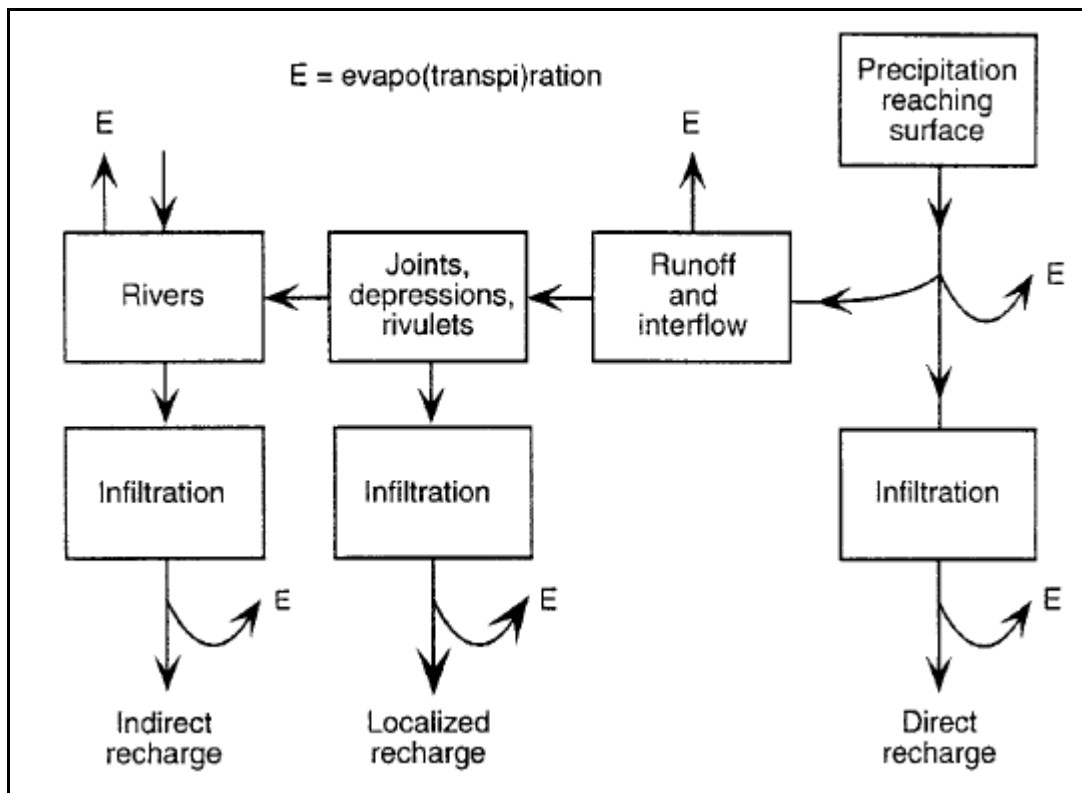 E = evapo(transpi)ration
Precipitation
reaching
surface
E
E
Rivers
Joints,
depressions,
rivulets
Runoff
and
interflow
E
Infiltration
Infiltration
Infiltration
E
E
E
Indirect
recharge
Localized
recharge
Direct
recharge